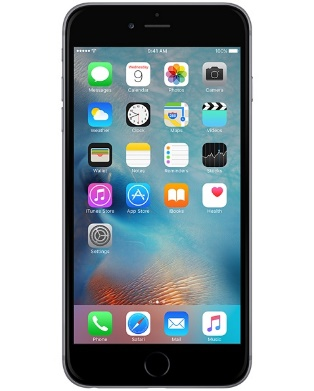 9:41 AM 100%
Wednesday
9
Messages Calendar Photos Camera
Weather Clock Maps Videos
Wallet Notes Reminders Stocks
iTunes Store App Store iBooks Health
Settings
Phone Safari Mail Music